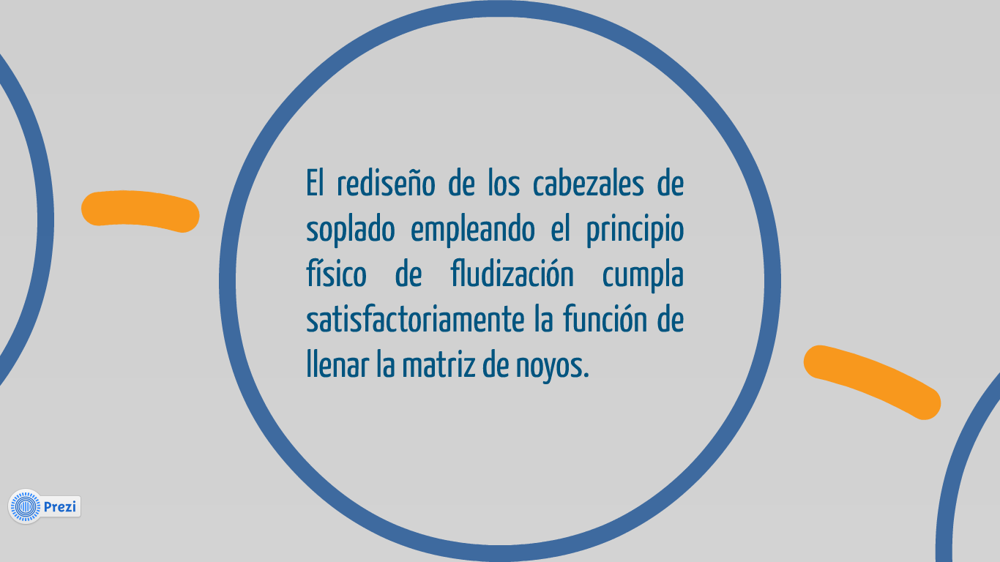 El rediseño de los cabezales de
soplado empleando el principio
físico de fludización cumpla
satisfactoriamente la función de
llenar la matriz de noyos.
Prezi